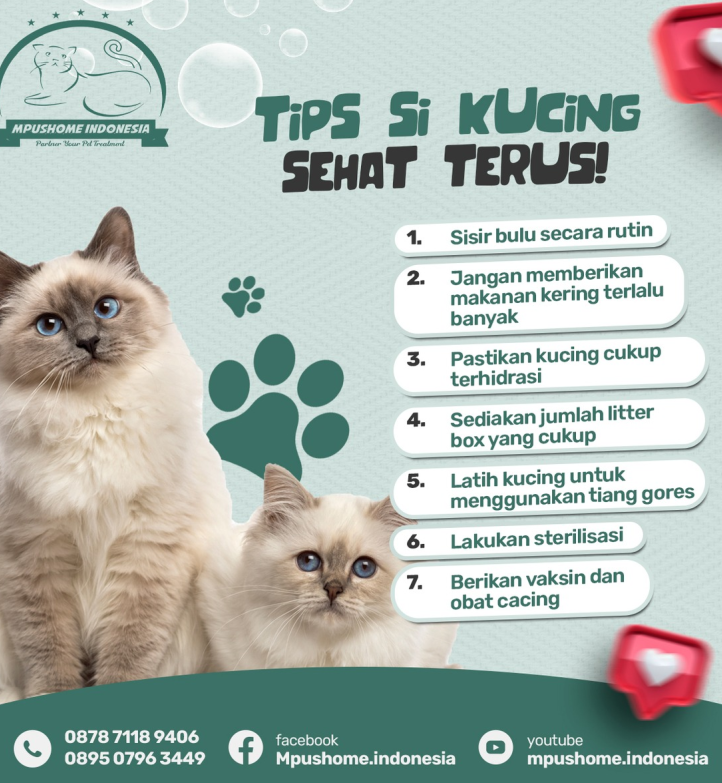 MPUSHOME INDONESIA
Partner Your Pet Treatment
TiPS Si KUCiNG
SEHAT TERUS!
1. Sisir bulu secara rutin
2. Jangan memberikan
makanan kering terlalu
banyak
3. Pastikan kucing cukup
terhidrasi
4. Sediakan jumlah litter
box yang cukup
5. Latih kucing untuk
menggunakan tiang gores
6. Lakukan sterilisasi
7. Berikan vaksin dan
obat cacing
0878 7118 9406
0895 0796 3449
facebook
Mpushome.indonesia
youtube
mpushome.indonesia